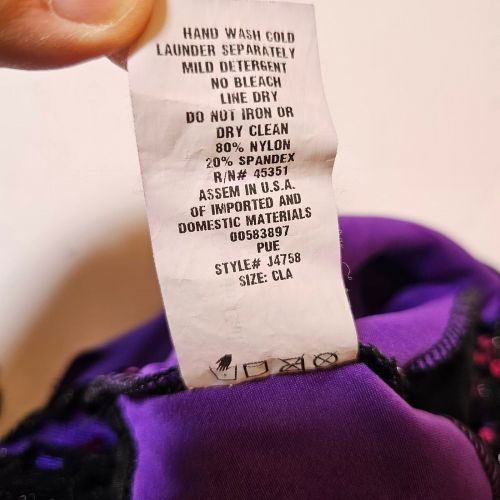 HAND WASH COLD
LAUNDER SEPARATELY
MILD DETERGENT
NO BLEACH
LINE DRY
DO NOT IRON OR
DRY CLEAN
80% NYLON
20% SPANDEX
R/N# 45351
ASSEM IN U.S.A.
OF IMPORTED AND
DOMESTIC MATERIALS
00583897
PUE
STYLE# J4758
SIZE: CLA